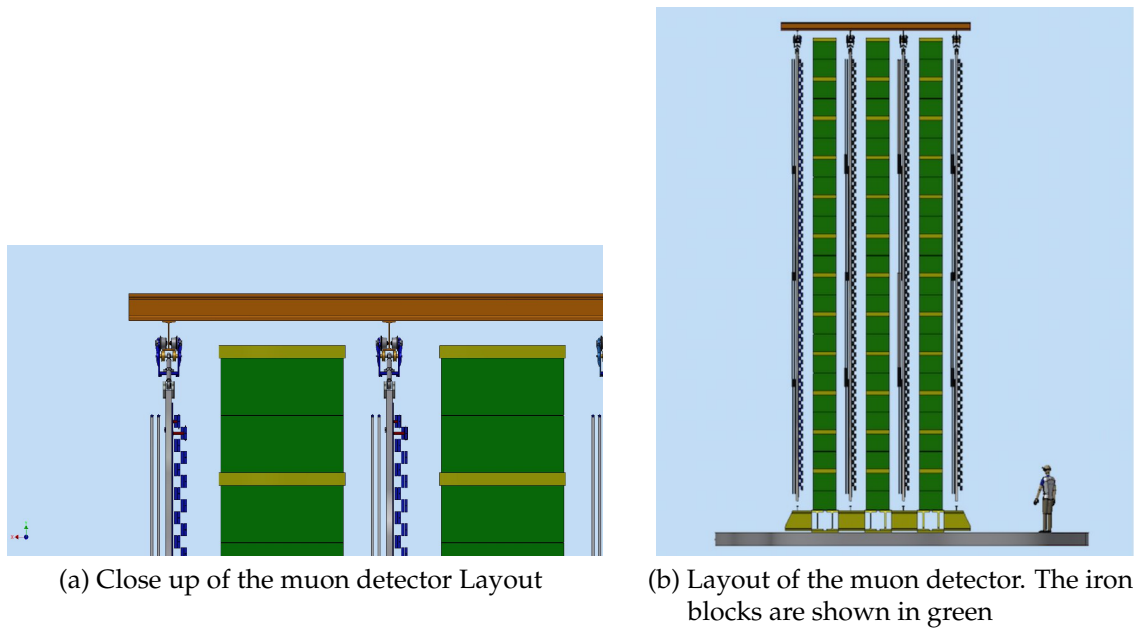 (a) Close up of the muon detector Layout
(b) Layout of the muon detector. The iron
blocks are shown in green